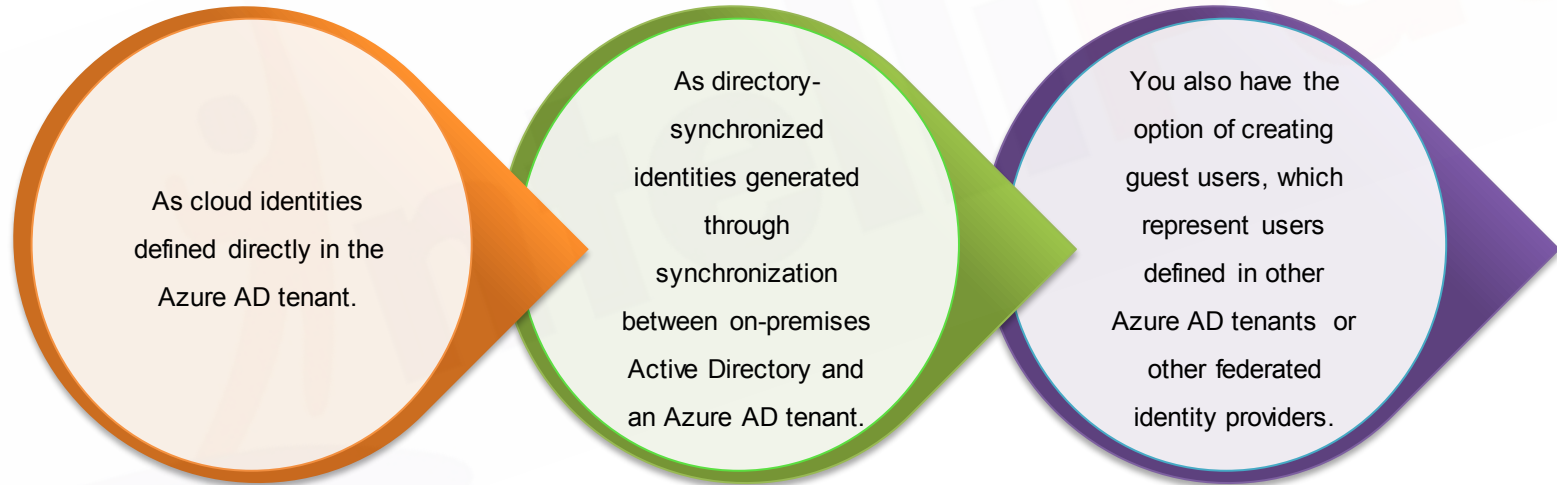 As cloud identities
defined directly in the
Azure AD tenant.
As directory-
synchronized
identities generated
through
synchronization
between on-premises
Active Directory and
an Azure AD tenant.
You also have the
option of creating
guest users, which
represent users
defined in other
Azure AD tenants or
other federated
identity providers.